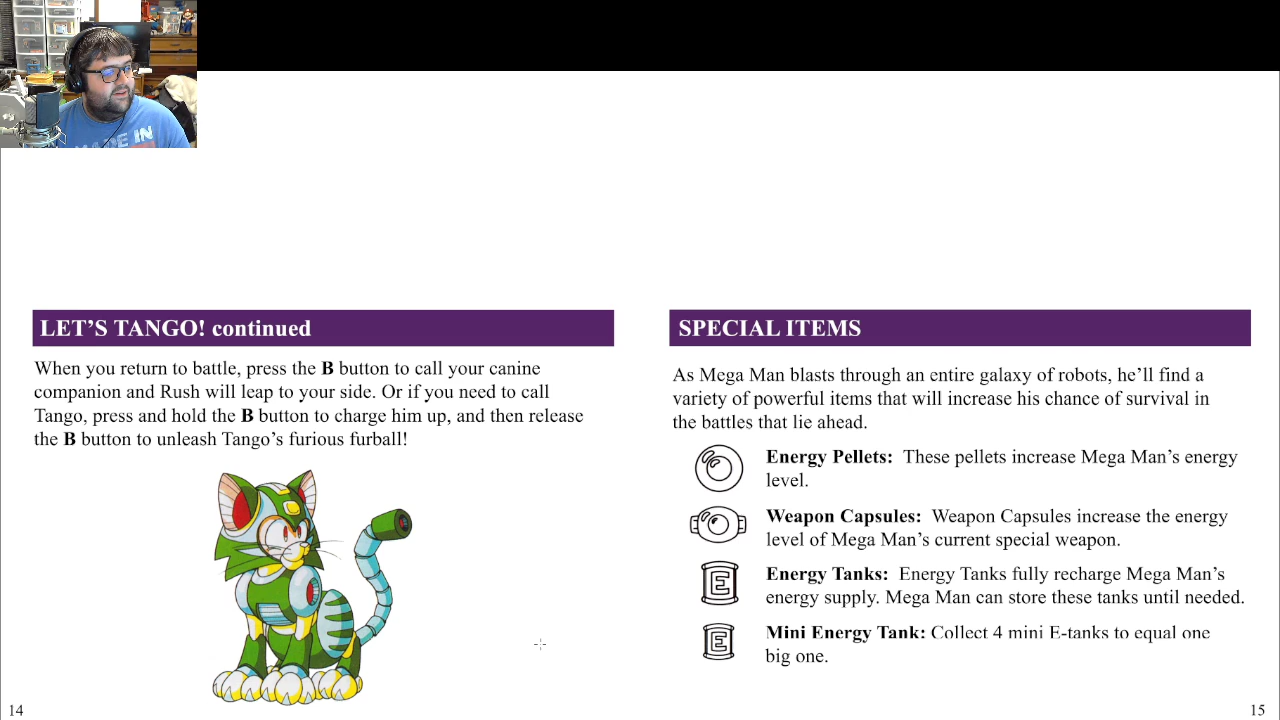 MADE IN
LET'S TANGO! continued
When you return to battle, press the B button to call your canine
companion and Rush will leap to your side. Or if you need to call
Tango, press and hold the B button to charge him up, and then release
the B button to unleash Tango's furious furball!
14
SPECIAL ITEMS
As Mega Man blasts through an entire galaxy of robots, he'll find a
variety of powerful items that will increase his chance of survival in
the battles that lie ahead.
Energy Pellets: These pellets increase Mega Man's energy
level.
Weapon Capsules: Weapon Capsules increase the energy
level of Mega Man's current special weapon.
E
Energy Tanks: Energy Tanks fully recharge Mega Man's
energy supply. Mega Man can store these tanks until needed.
E
Mini Energy Tank: Collect 4 mini E-tanks to equal one
big one.
15